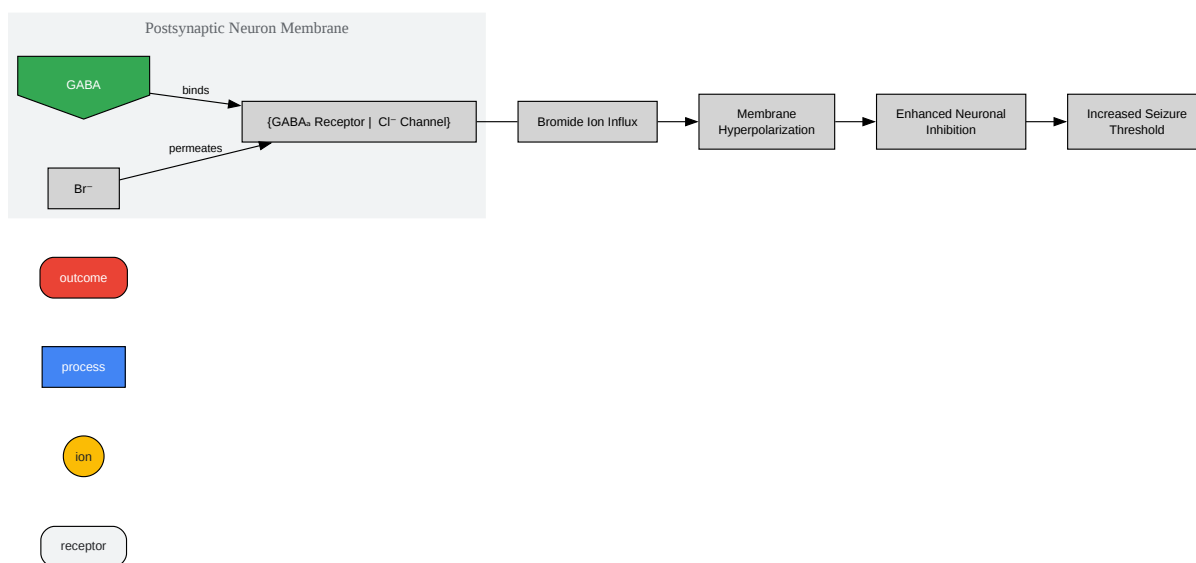 Postsynaptic Neuron Membrane
GABA
binds
{GABAₐ Receptor | Cl⁻ Channel}
permeates
Br⁻
Bromide Ion Influx
Membrane
Hyperpolarization
Enhanced Neuronal
Inhibition
Increased Seizure
Threshold
outcome
process
ion
receptor